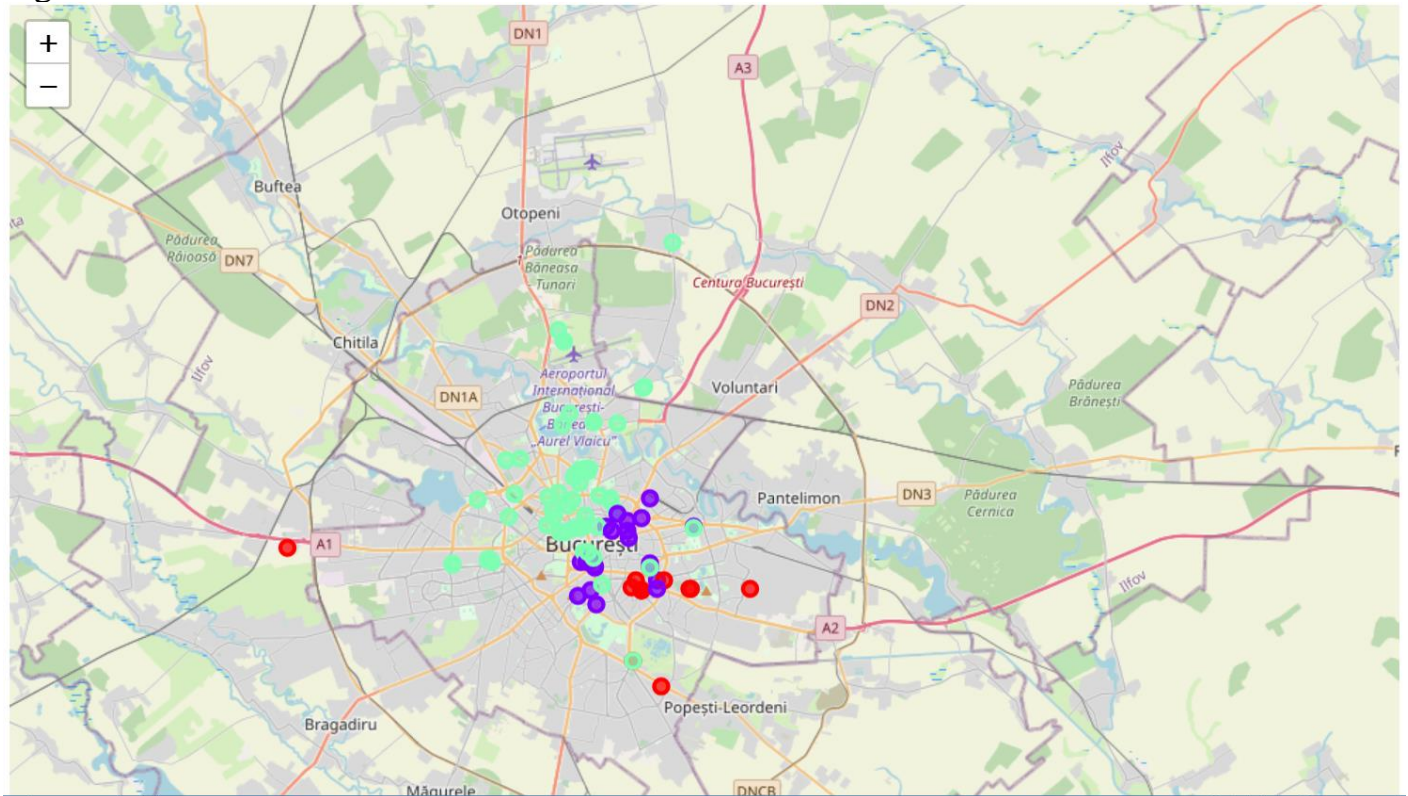 +
−
DN1
A3
Ilfov
Buftea
Otopeni
Pădurea
Râioasă
DN7
Pădurea
Băneasa
Tunari
Centura București
DN2
Chitila
Ilfov
DN1A
Aeroportul
Internațional
București-
„Aurel Vlaicu”
Voluntari
Pădurea
Brănești
Pantelimon
DN3
Pădurea
Cernica
A1
București
Ilfov
A2
Popești-Leordeni
Bragadiru
Măgurele
DNCB